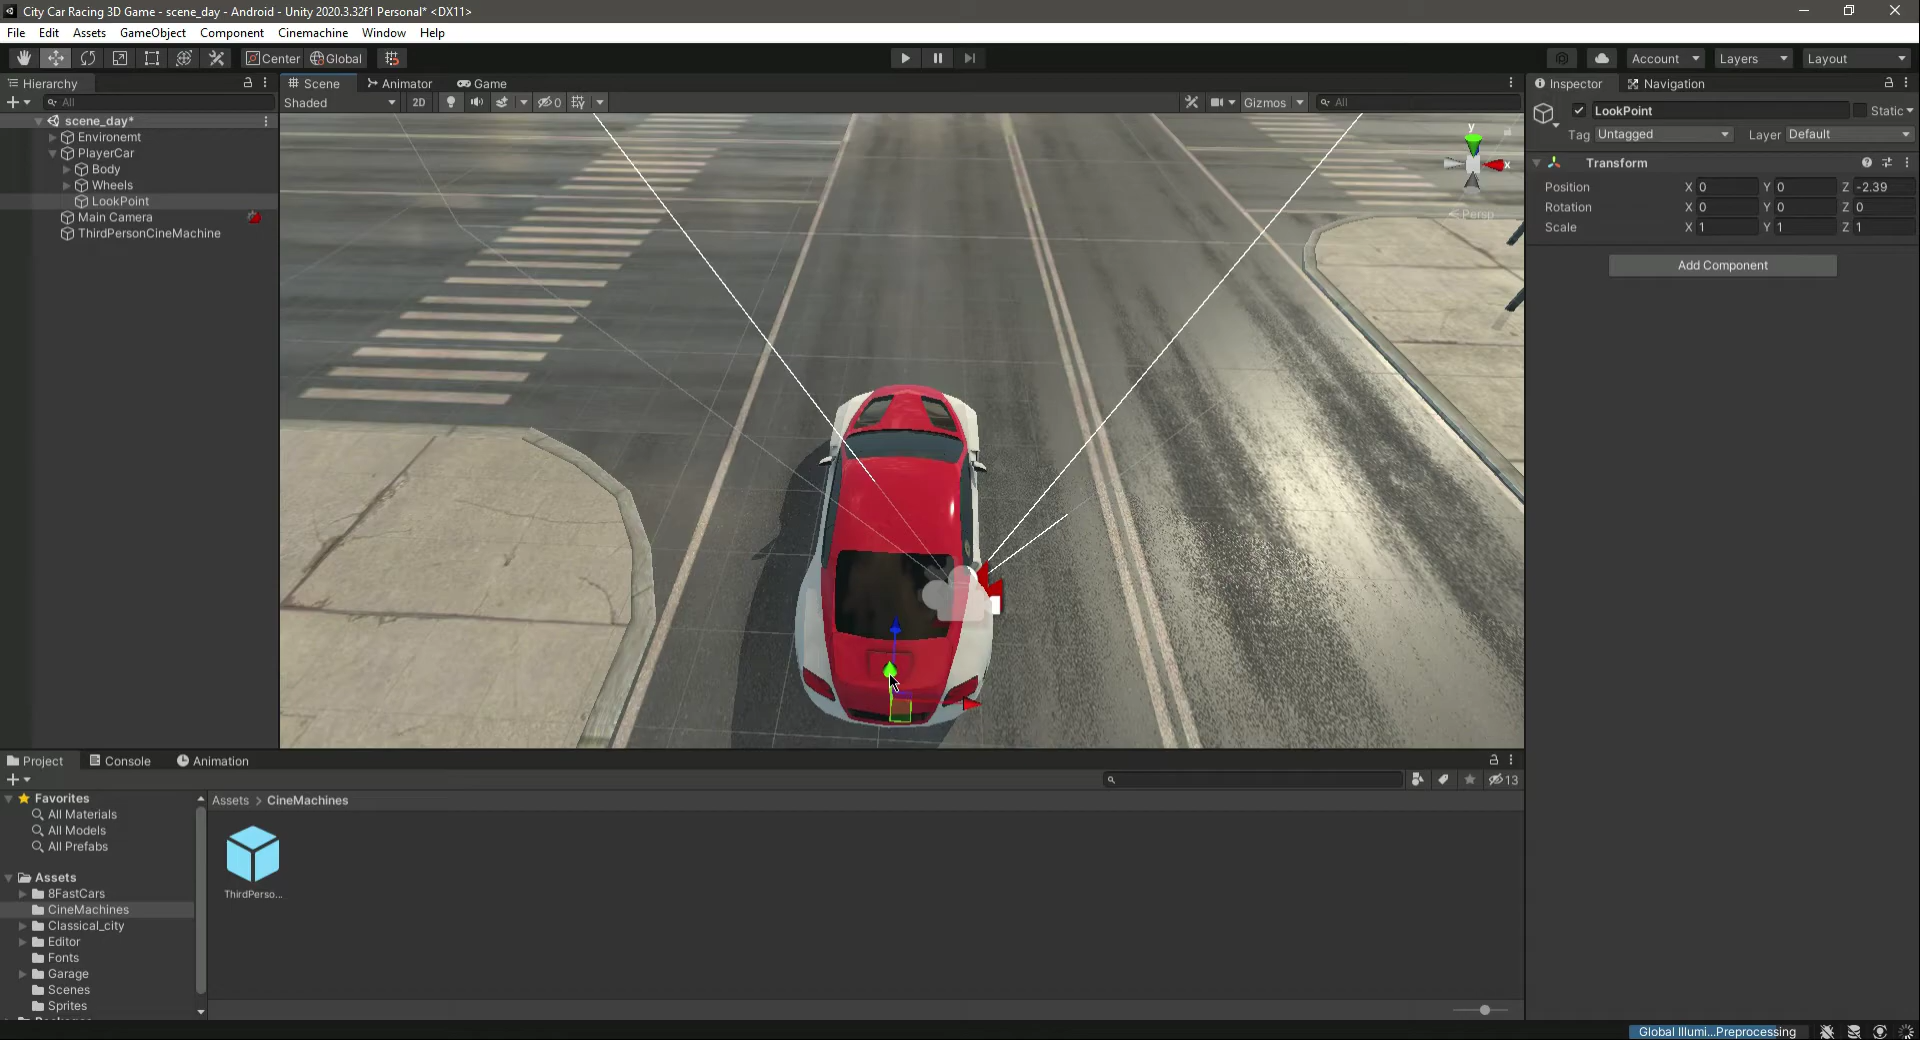 City Car Racing 3D Game - scene_day - Android - Unity 2020.3.32f1 Personal* <DX11>
File Edit Assets GameObject Component Cinemachine Window Help
Center Global Account Layers Layout
Hierarchy Scene Animator Game Inspector Navigation
All Shaded 2D 0 Gizmos All
LookPoint Static
Tag Untagged Layer Default
scene_day*
Environemt
PlayerCar
Body
Wheels
LookPoint
Main Camera
ThirdPersonCineMachine
y
x
Persp
Transform
Position X 0 Y 0 Z -2.39
Rotation X 0 Y 0 Z 0
Scale X 1 Y 1 Z 1
Add Component
Project Console Animation
13
Favorites
All Materials
All Models
All Prefabs
Assets
8FastCars
CineMachines
Classical_city
Editor
Fonts
Garage
Scenes
Sprites
Assets > CineMachines
ThirdPerso...
Global Illumi...Preprocessing